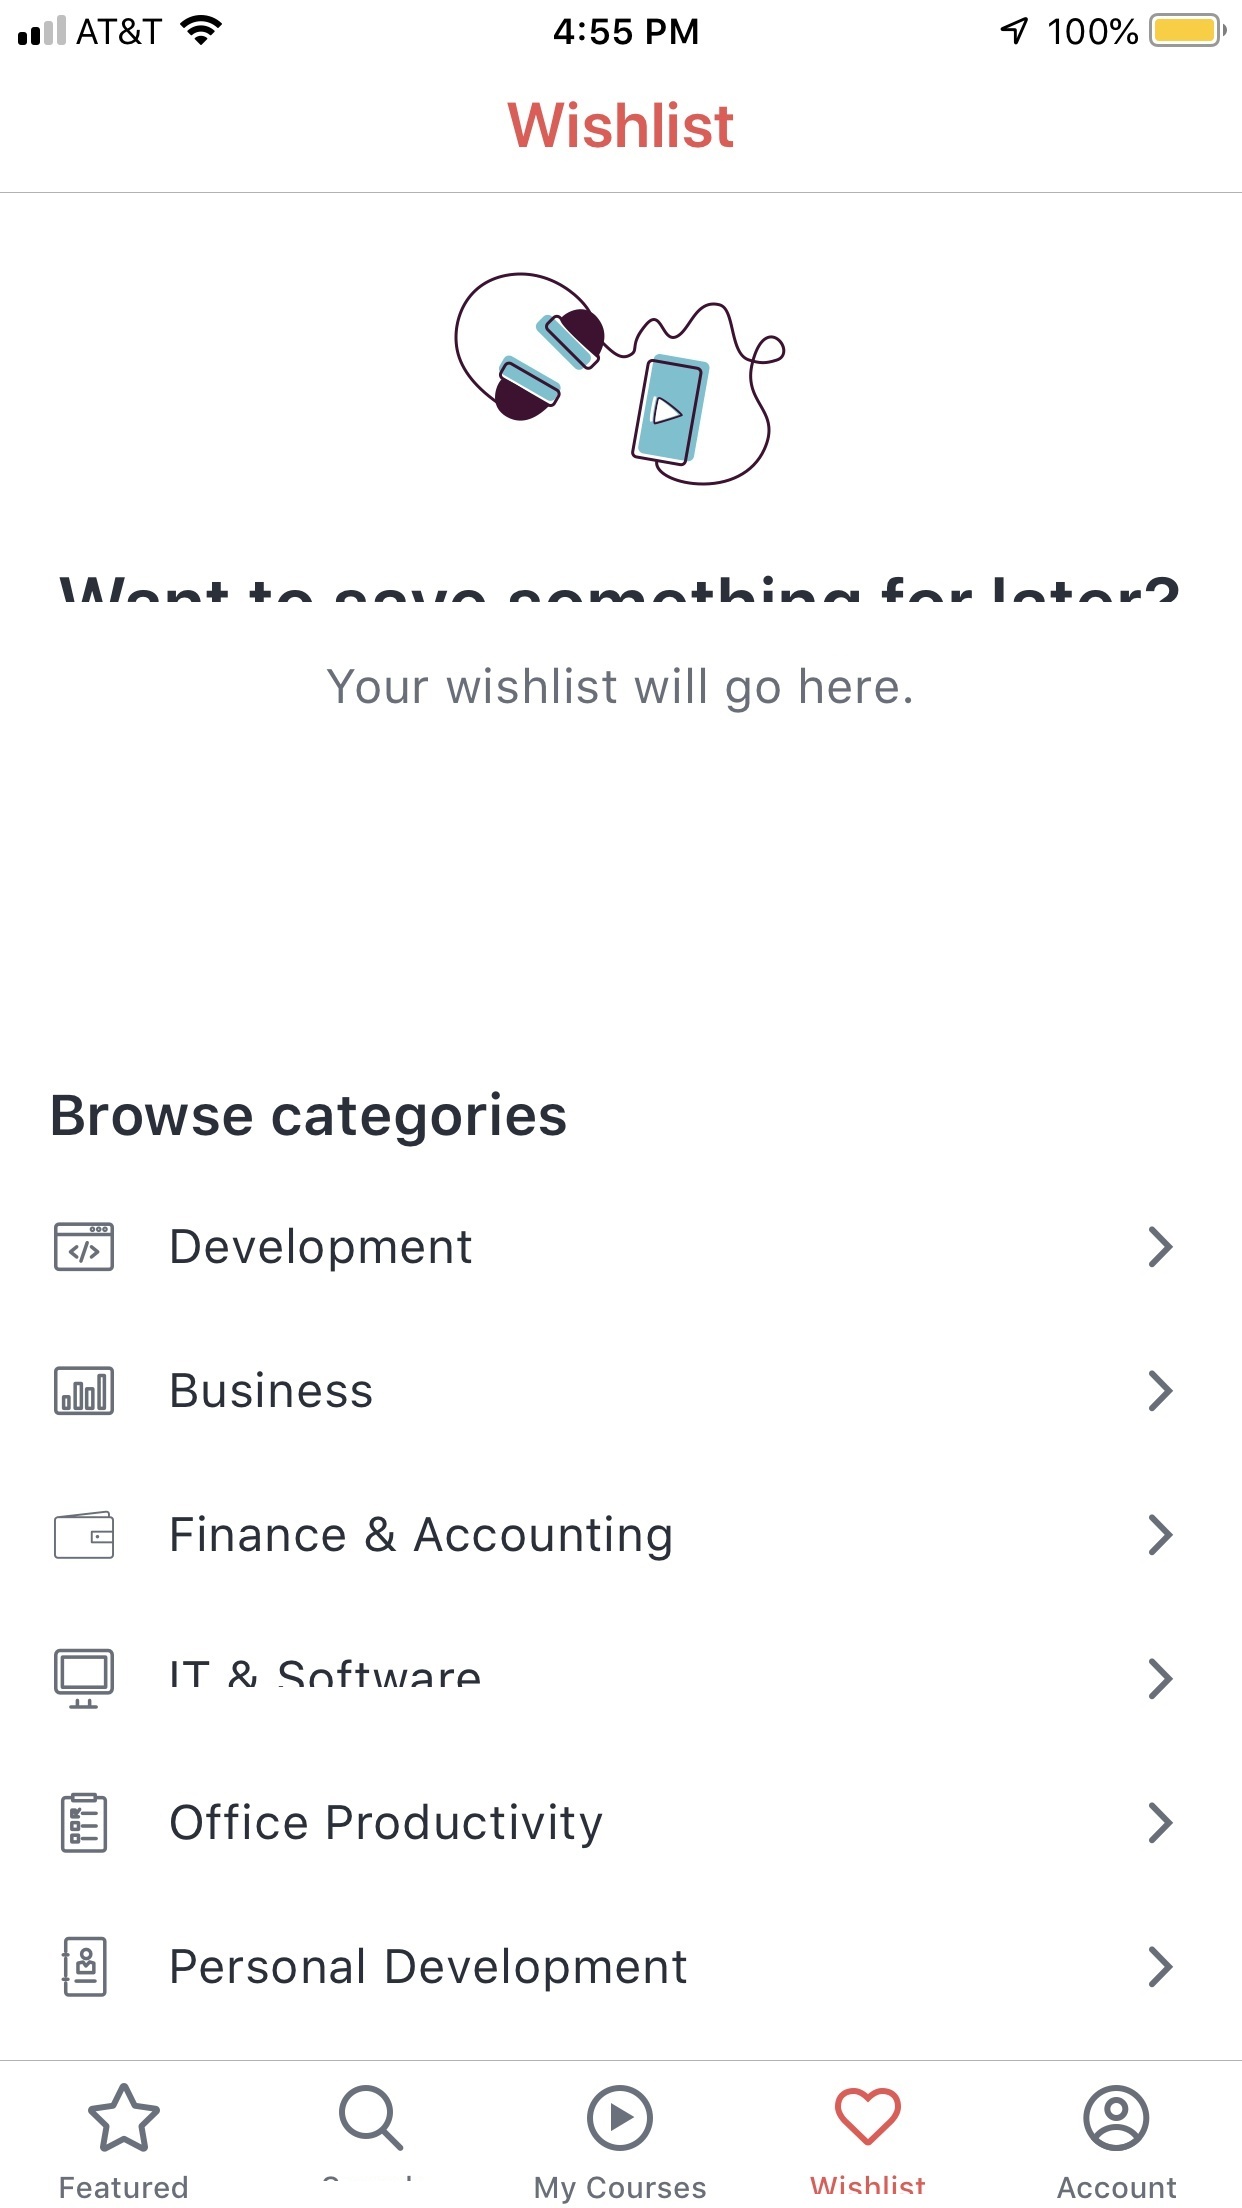 AT&T
4:55 PM
100%
Wishlist
Want to save something for later?
Your wishlist will go here.
Browse categories
Development
Business
Finance & Accounting
IT & Software
Office Productivity
Personal Development
Featured
My Courses
Wishlist
Account